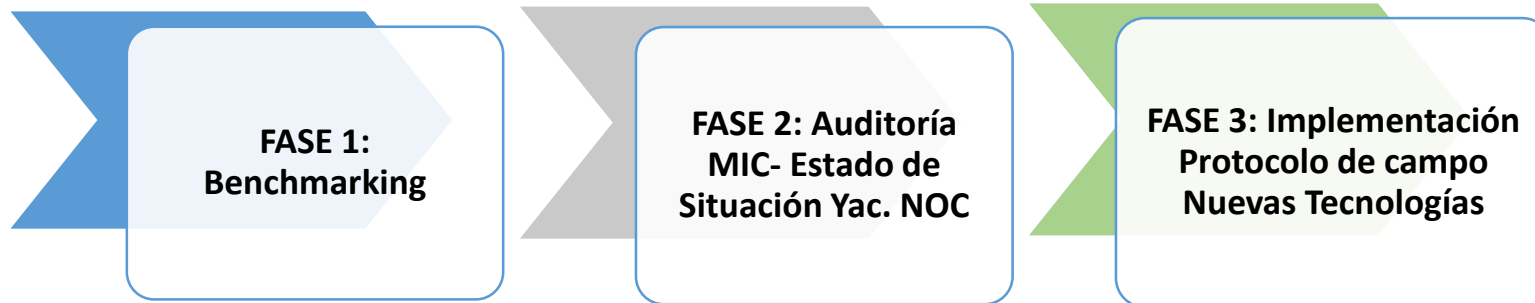 FASE 1:
Benchmarking
FASE 2: Auditoría
MIC- Estado de
Situación Yac. NOC
FASE 3: Implementación
Protocolo de campo
Nuevas Tecnologías